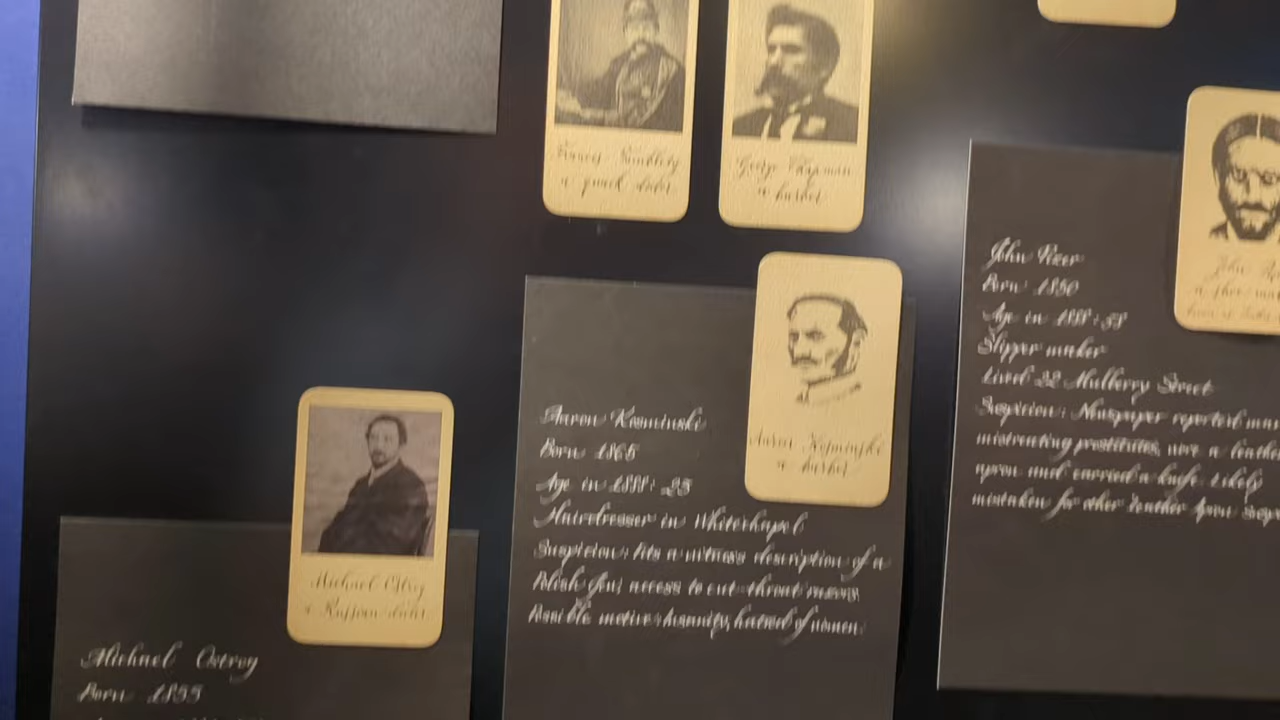 Francis Tumblety
a quack doctor
George Chapman
a barber
Aaron Kosminski
a barber
Aaron Kosminski
Born 1865
Age in 1888: 23
Hairdresser in Whitechapel
Suspicion: fits a witness description of a
Polish Jew; access to cut-throat razors.
Possible motive: insanity, hatred of women.
Michael Ostrog
a Russian doctor
Michael Ostrog
Born 1833
John
a shoe
John Pizer
Born 1850
Age in 1888: 38
Slipper maker
Lived 22 Mulberry Street
Suspicion: Newspaper reported man
mistreating prostitutes, wore a leather
apron and carried a knife. Likely
mistaken for other Leather Apron